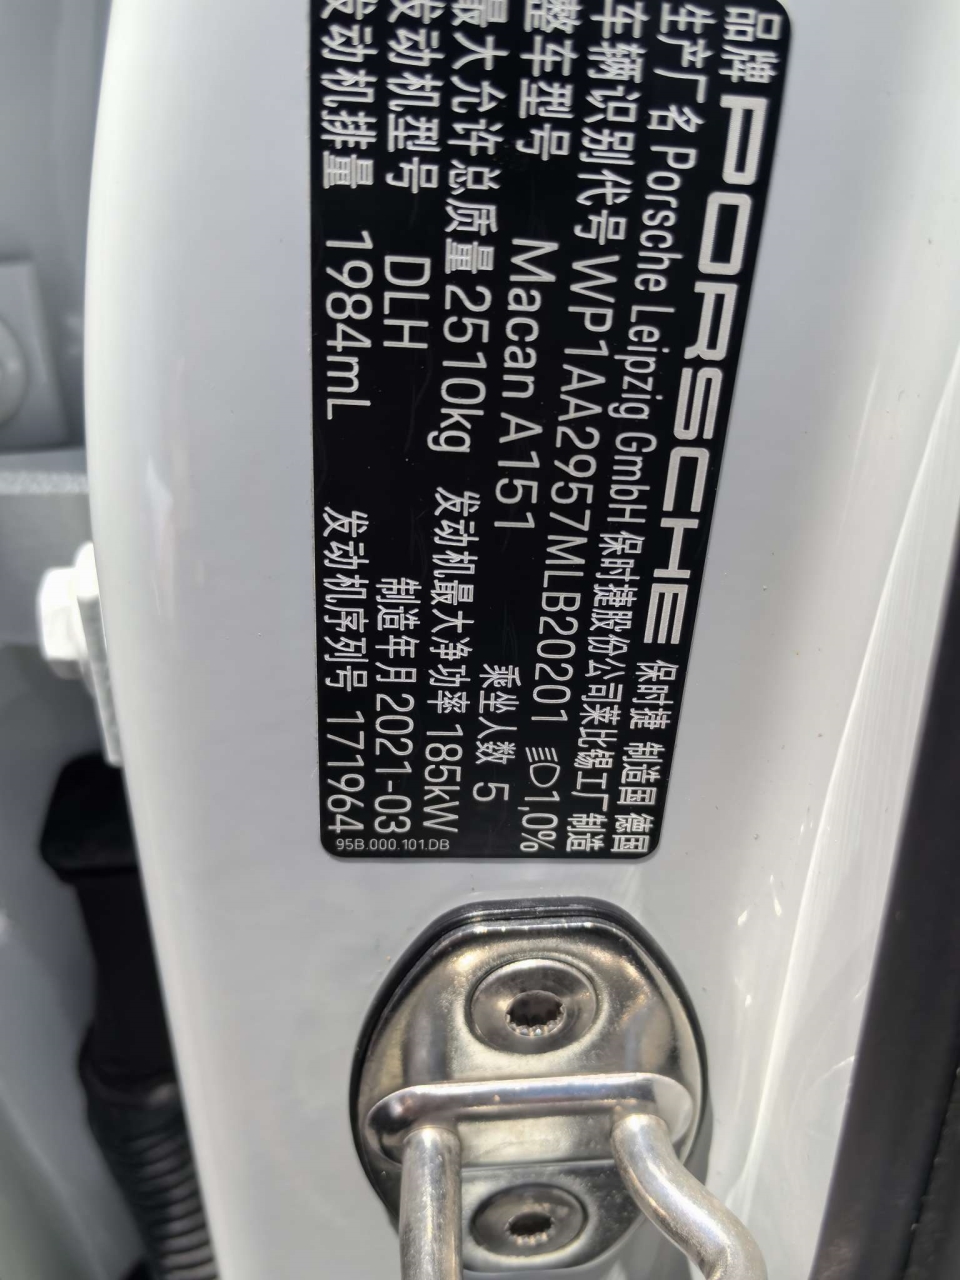 品牌 PORSCHE 保时捷 制造国 德国
生产厂名 Porsche Leipzig GmbH 保时捷股份公司莱比锡工厂 制造
车辆识别代号 WP1AA2957MLB20201 1,0%
整车型号 Macan A151 乘坐人数 5
最大允许总质量 2510kg 发动机最大净功率 185kW
发动机型号 DLH 制造年月 2021-03
发动机排量 1984mL 发动机序列号 171964
95B.000.101.DB